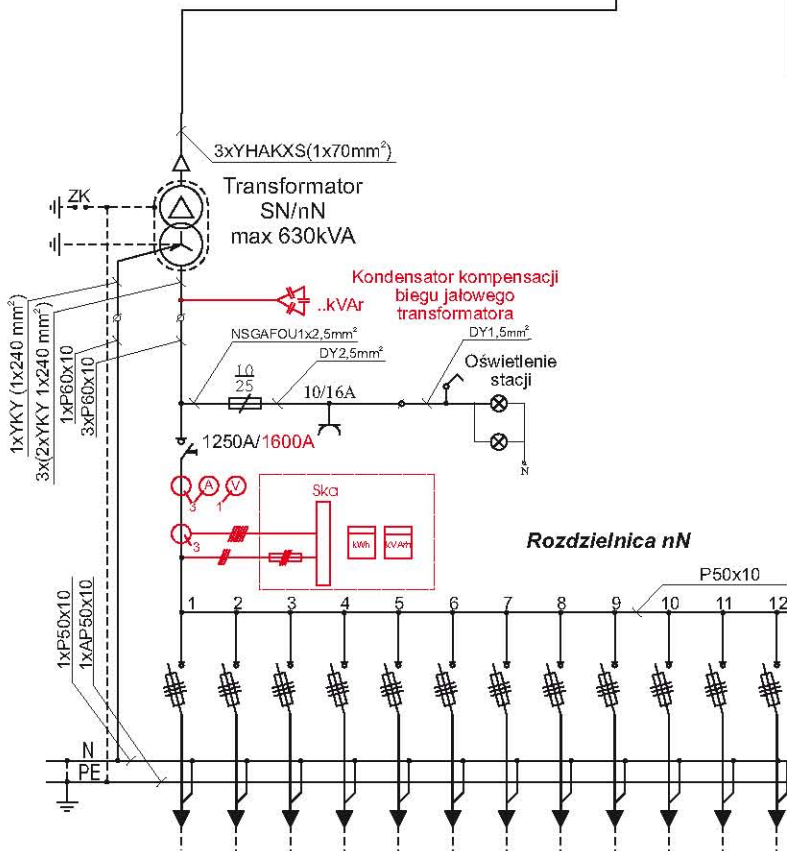 3xYHAKXS(1x70mm²)
ZK
Transformator
SN/nN
max 630kVA
Kondensator kompensacji
biegu jałowego
transformatora
..kVAr
1xYKY (1x240 mm²)
3x(2xYKY 1x240 mm²)
1xP60x10
3xP60x10
NSGAFOU1x2,5mm²
DY2,5mm²
DY1,5mm²
10
25
10/16A
Oświetlenie
stacji
N
1250A/1600A
A
V
3
1
Ska
3
kWh
kVArh
Rozdzielnica nN
P50x10
1 2 3 4 5 6 7 8 9 10 11 12
1xP50x10
1xAP50x10
N
PE